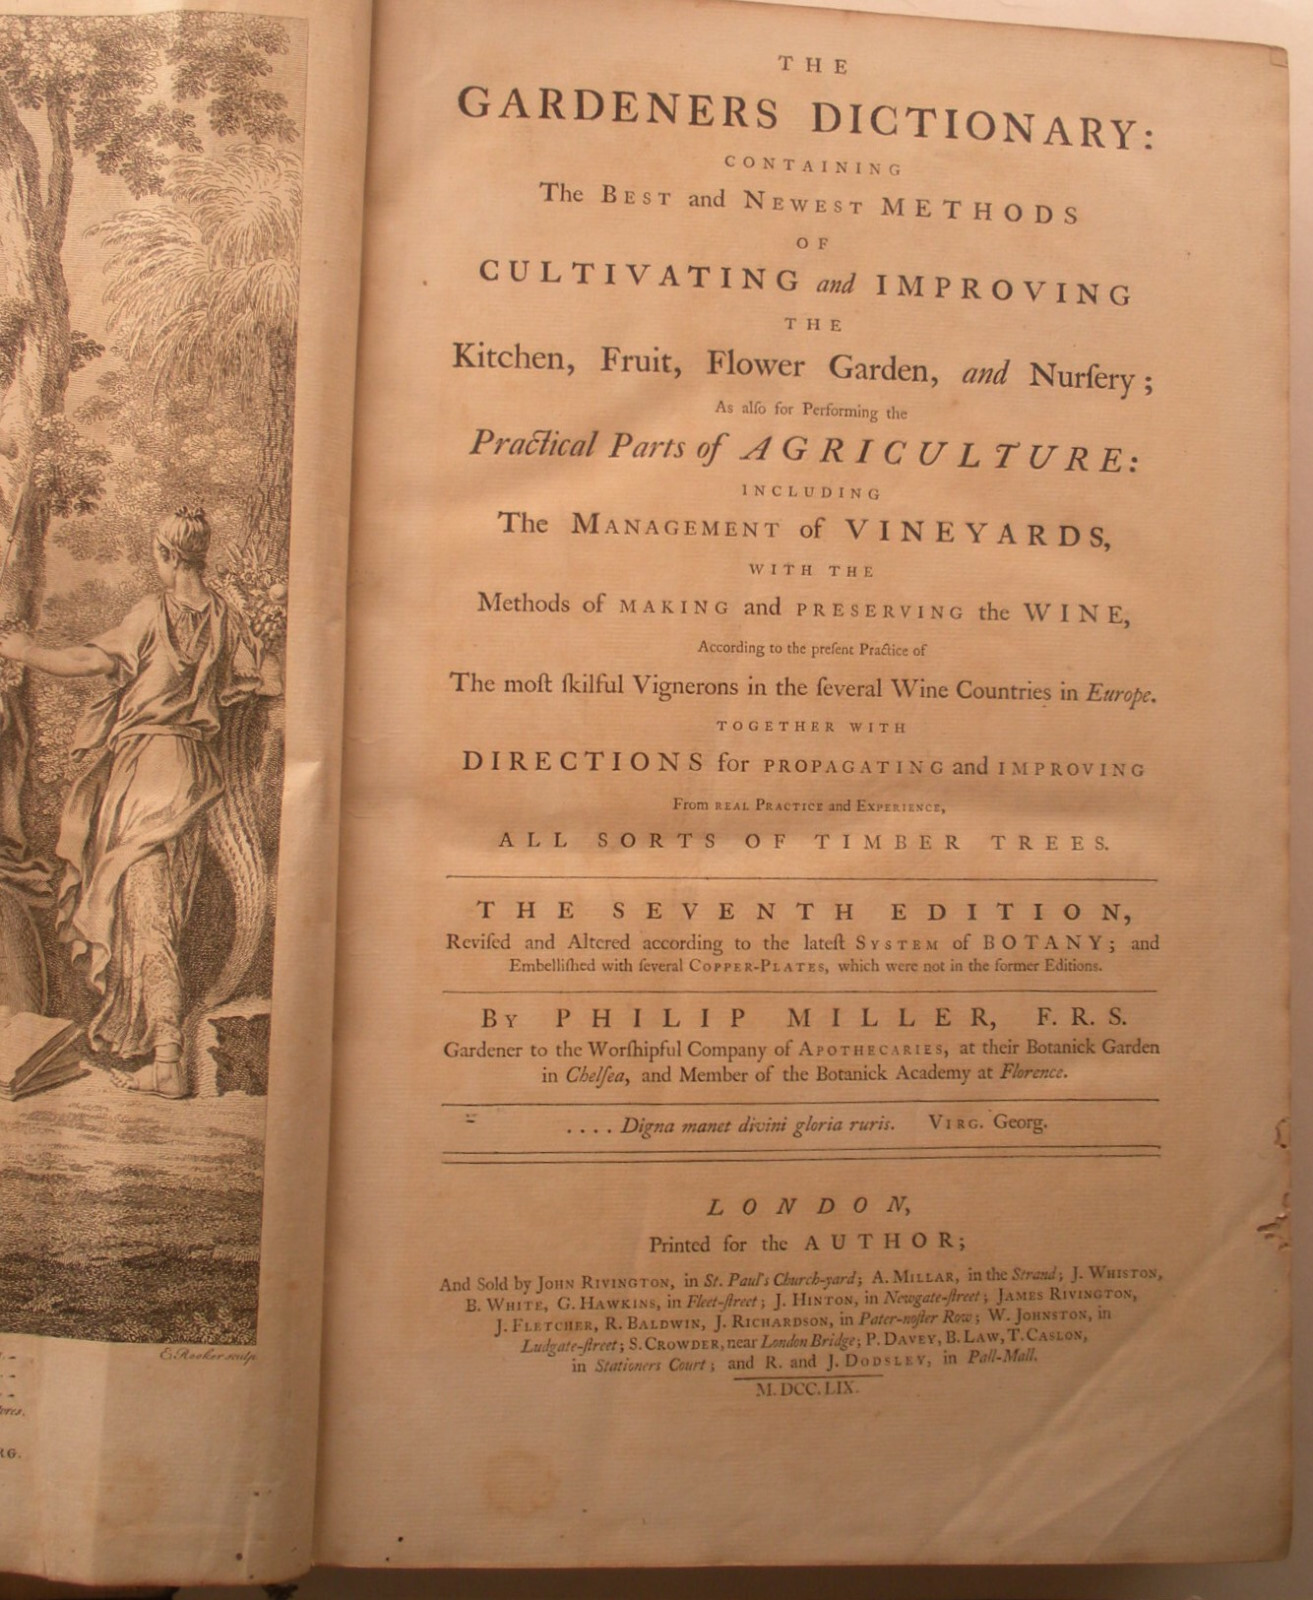 THE
GARDENERS DICTIONARY:
CONTAINING
The BEST and NEWEST METHODS
OF
CULTIVATING and IMPROVING
THE
Kitchen, Fruit, Flower Garden, and Nurſery;
As alſo for Performing the
Practical Parts of AGRICULTURE:
INCLUDING
The MANAGEMENT of VINEYARDS,
WITH THE
Methods of MAKING and PRESERVING the WINE,
According to the preſent Practice of
The moſt ſkilful Vignerons in the ſeveral Wine Countries in Europe.
TOGETHER WITH
DIRECTIONS for PROPAGATING and IMPROVING
From REAL PRACTICE and EXPERIENCE,
ALL SORTS OF TIMBER TREES.
THE SEVENTH EDITION,
Reviſed and Altered according to the lateſt SYSTEM of BOTANY; and
Embelliſhed with ſeveral COPPER-PLATES, which were not in the former Editions.
BY PHILIP MILLER, F. R. S.
Gardener to the Worſhipful Company of APOTHECARIES, at their Botanick Garden
in Chelſea, and Member of the Botanick Academy at Florence.
.... Digna manet divini gloria ruris. VIRG. Georg.
LONDON,
Printed for the AUTHOR;
And Sold by JOHN RIVINGTON, in St. Paul's Church-yard; A. MILLAR, in the Strand; J. WHISTON,
B. WHITE, G. HAWKINS, in Fleet-ſtreet; J. HINTON, in Newgate-ſtreet; JAMES RIVINGTON,
J. FLETCHER, R. BALDWIN, J. RICHARDSON, in Pater-noſter Row; W. JOHNSTON, in
Ludgate-ſtreet; S. CROWDER, near London Bridge; P. DAVEY, B. LAW, T. CASLON,
in Stationers Court; and R. and J. DODSLEY, in Pall-Mall.
M.DCC.LIX.
E. Rooker sculp